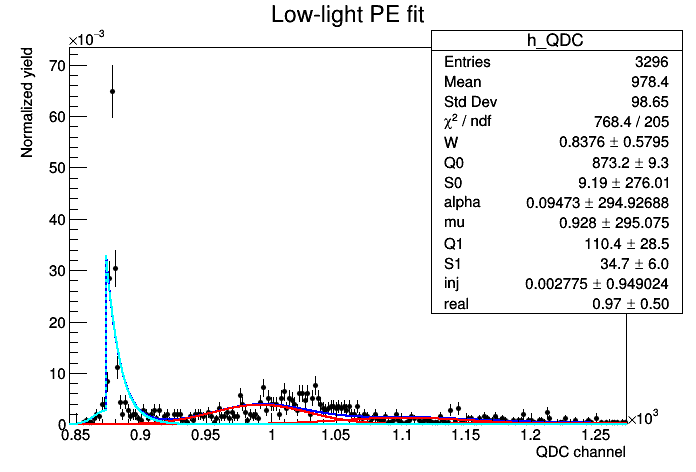 Low-light PE fit
×10⁻³
Normalized yield
70
60
50
40
30
20
10
0
0.85
0.9
0.95
1
1.05
1.1
1.15
1.2
1.25
×10³
QDC channel
h_QDC
Entries 3296
Mean 978.4
Std Dev 98.65
χ² / ndf 768.4 / 205
W 0.8376 ± 0.5795
Q0 873.2 ± 9.3
S0 9.19 ± 276.01
alpha 0.09473 ± 294.92688
mu 0.928 ± 295.075
Q1 110.4 ± 28.5
S1 34.7 ± 6.0
inj 0.002775 ± 0.949024
real 0.97 ± 0.50